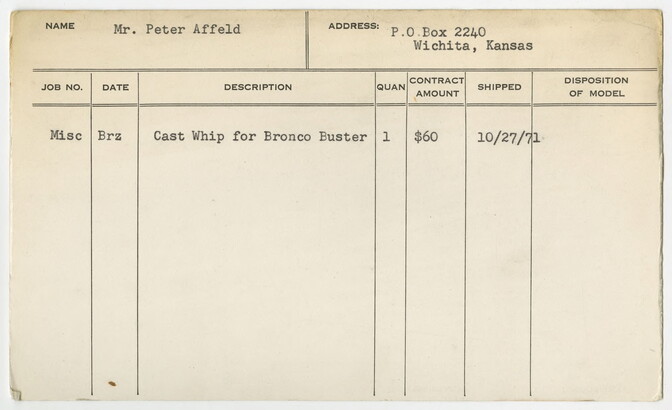 NAME Mr. Peter Affeld ADDRESS: P.O.Box 2240
Wichita, Kansas
JOB NO. DATE DESCRIPTION QUAN CONTRACT AMOUNT SHIPPED DISPOSITION OF MODEL
Misc Brz Cast Whip for Bronco Buster 1 $60 10/27/71